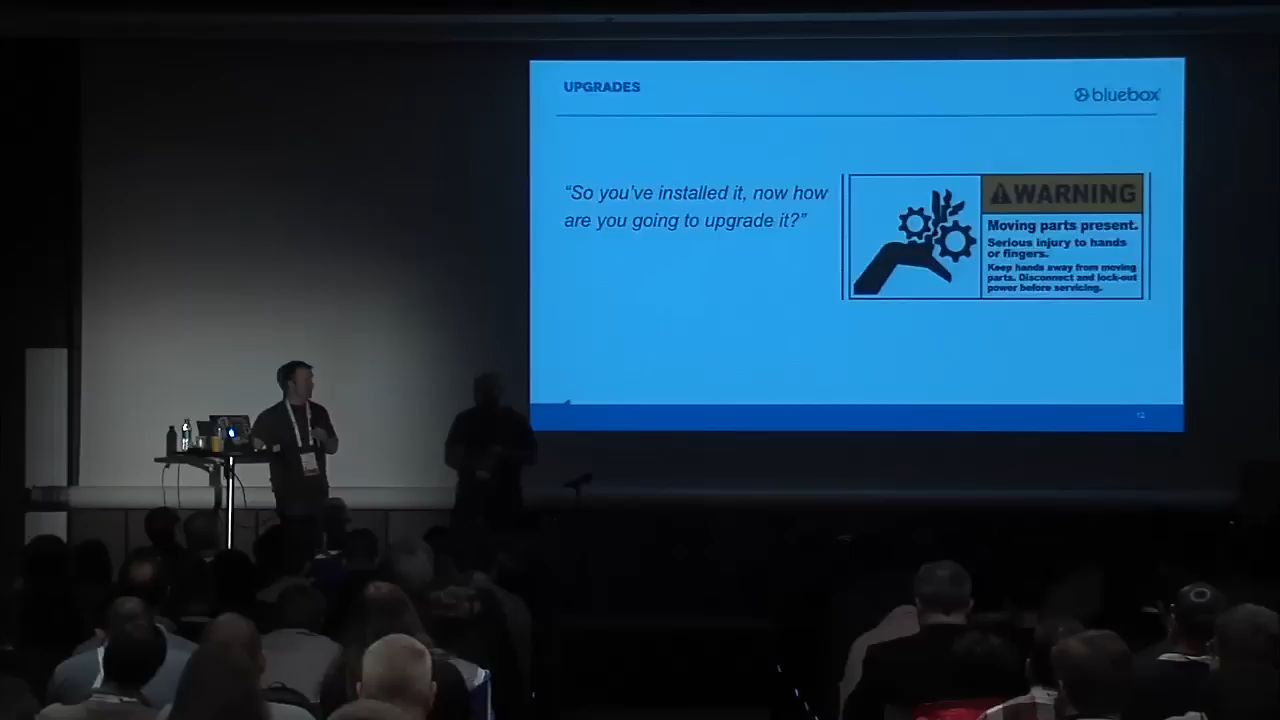 UPGRADES
bluebox
“So you’ve installed it, now how
are you going to upgrade it?”
WARNING
Moving parts present.
Serious injury to hands
or fingers.
Keep hands away from moving
parts. Disconnect and lock-out
power before servicing.
12